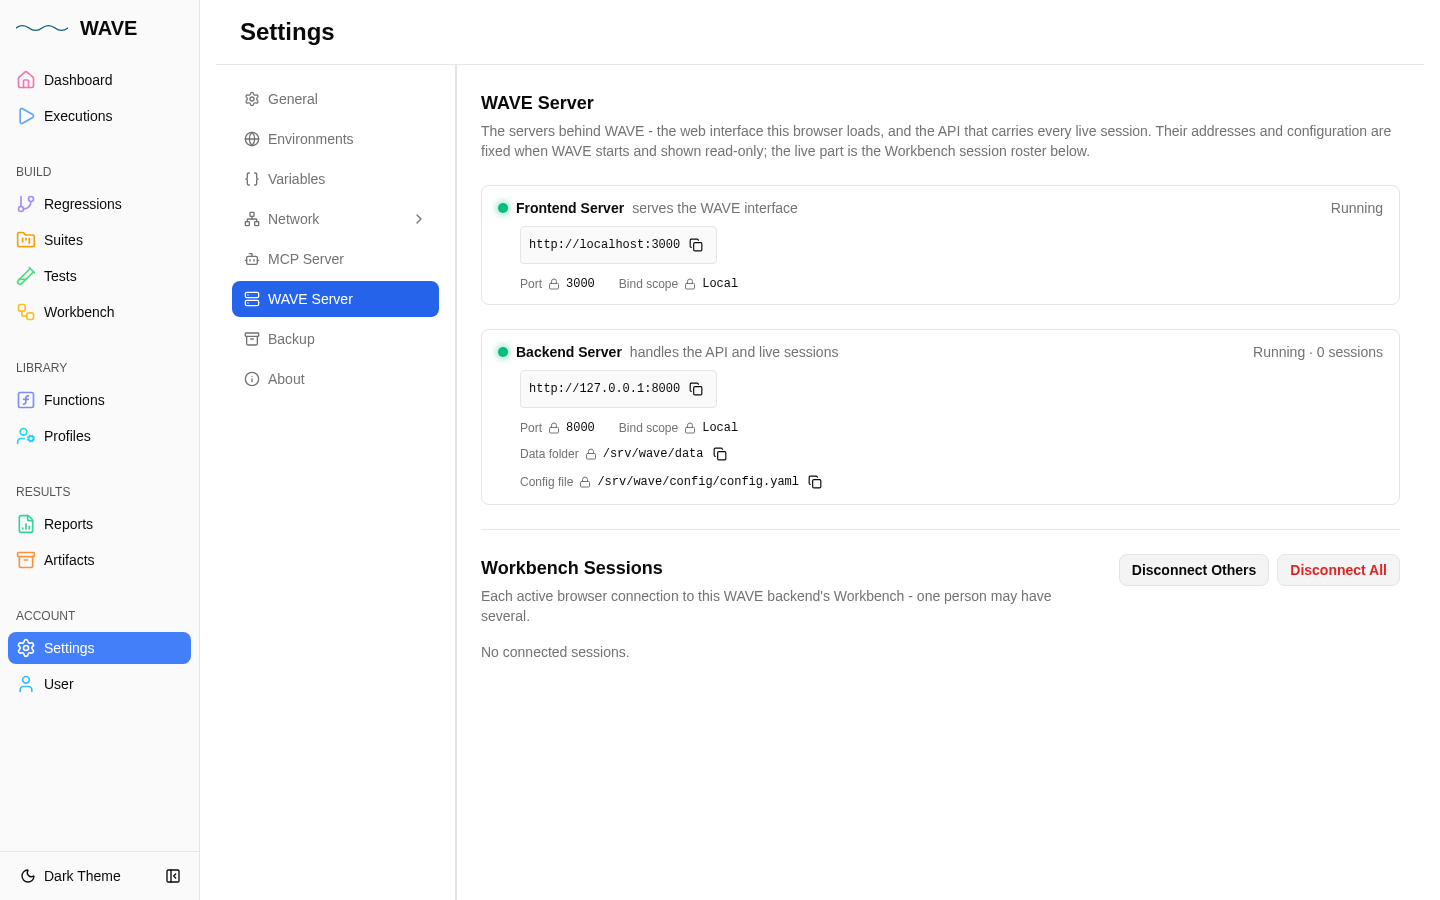 WAVE
Dashboard
Executions
BUILD
Regressions
Suites
Tests
Workbench
LIBRARY
Functions
Profiles
RESULTS
Reports
Artifacts
ACCOUNT
Settings
User
Dark Theme
Settings
General
Environments
Variables
Network
MCP Server
WAVE Server
Backup
About
WAVE Server
The servers behind WAVE - the web interface this browser loads, and the API that carries every live session. Their addresses and configuration are
fixed when WAVE starts and shown read-only; the live part is the Workbench session roster below.
Frontend Server serves the WAVE interface Running
http://localhost:3000
Port 3000 Bind scope Local
Backend Server handles the API and live sessions Running · 0 sessions
http://127.0.0.1:8000
Port 8000 Bind scope Local
Data folder /srv/wave/data
Config file /srv/wave/config/config.yaml
Workbench Sessions Disconnect Others Disconnect All
Each active browser connection to this WAVE backend's Workbench - one person may have
several.
No connected sessions.